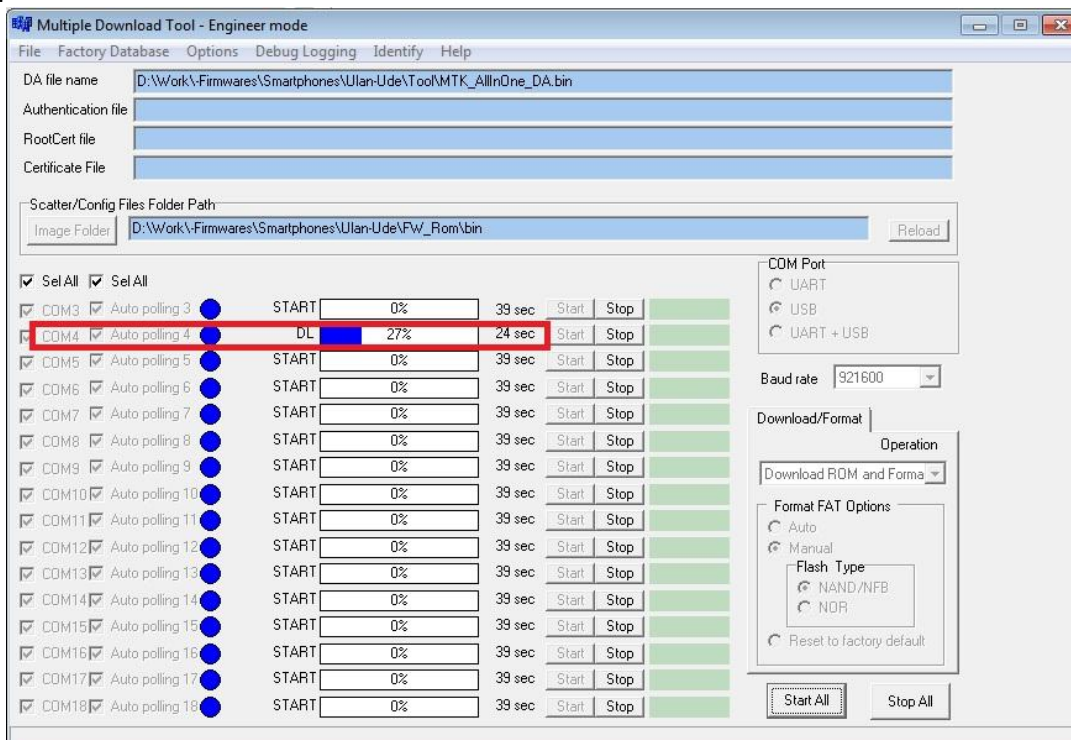 Multiple Download Tool - Engineer mode
File Factory Database Options Debug Logging Identify Help
DA file name D:\Work\-Firmwares\Smartphones\Ulan-Ude\Tool\MTK_AllInOne_DA.bin
Authentication file
RootCert file
Certificate File
Scatter/Config Files Folder Path
Image Folder D:\Work\-Firmwares\Smartphones\Ulan-Ude\FW_Rom\bin Reload
Sel All Sel All
COM3 Auto polling 3 START 0% 39 sec Start Stop
COM4 Auto polling 4 DL 27% 24 sec Start Stop
COM5 Auto polling 5 START 0% 39 sec Start Stop
COM6 Auto polling 6 START 0% 39 sec Start Stop
COM7 Auto polling 7 START 0% 39 sec Start Stop
COM8 Auto polling 8 START 0% 39 sec Start Stop
COM9 Auto polling 9 START 0% 39 sec Start Stop
COM10 Auto polling 10 START 0% 39 sec Start Stop
COM11 Auto polling 11 START 0% 39 sec Start Stop
COM12 Auto polling 12 START 0% 39 sec Start Stop
COM13 Auto polling 13 START 0% 39 sec Start Stop
COM14 Auto polling 14 START 0% 39 sec Start Stop
COM15 Auto polling 15 START 0% 39 sec Start Stop
COM16 Auto polling 16 START 0% 39 sec Start Stop
COM17 Auto polling 17 START 0% 39 sec Start Stop
COM18 Auto polling 18 START 0% 39 sec Start Stop
COM Port
UART
USB
UART + USB
Baud rate 921600
Download/Format
Operation
Download ROM and Forma
Format FAT Options
Auto
Manual
Flash Type
NAND/NFB
NOR
Reset to factory default
Start All Stop All